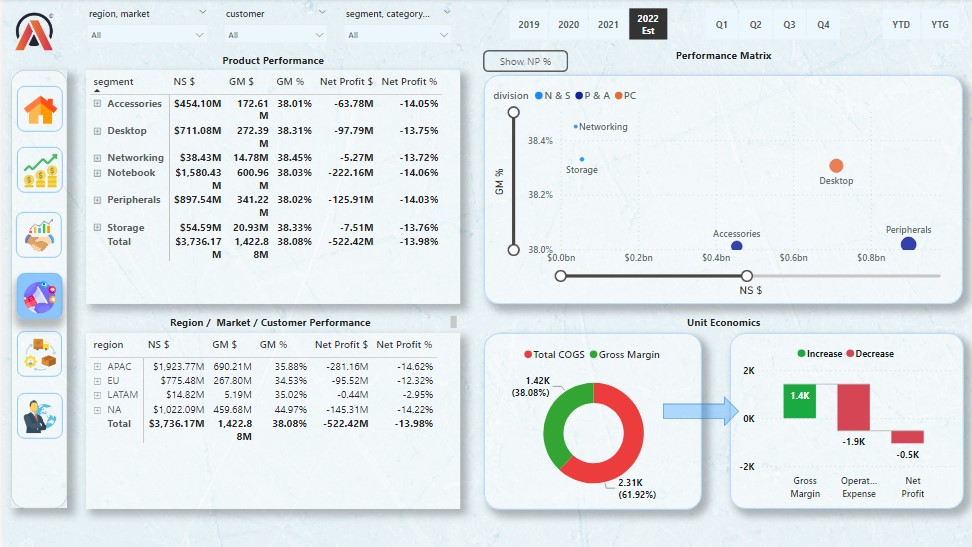 region, market customer segment, category...
All All All
2019 2020 2021 2022 Est Q1 Q2 Q3 Q4 YTD YTG
Product Performance
segment NS $ GM $ GM % Net Profit $ Net Profit %
Accessories $454.10M 172.61M 38.01% -63.78M -14.05%
Desktop $711.08M 272.39M 38.31% -97.79M -13.75%
Networking $38.43M 14.78M 38.45% -5.27M -13.72%
Notebook $1,580.43M 600.96M 38.03% -222.16M -14.06%
Peripherals $897.54M 341.22M 38.02% -125.91M -14.03%
Storage $54.59M 20.93M 38.33% -7.51M -13.76%
Total $3,736.17M 1,422.88M 38.08% -522.42M -13.98%
Show NP %
Performance Matrix
division N & S P & A PC
GM %
38.4%
38.2%
38.0%
Networking
Storage
Desktop
Accessories
Peripherals
$0.0bn $0.2bn $0.4bn $0.6bn $0.8bn
NS $
Region / Market / Customer Performance
region NS $ GM $ GM % Net Profit $ Net Profit %
APAC $1,923.77M 690.21M 35.88% -281.16M -14.62%
EU $775.48M 267.80M 34.53% -95.52M -12.32%
LATAM $14.82M 5.19M 35.02% -0.44M -2.95%
NA $1,022.09M 459.68M 44.97% -145.31M -14.22%
Total $3,736.17M 1,422.88M 38.08% -522.42M -13.98%
Unit Economics
Total COGS Gross Margin
1.42K
(38.08%)
2.31K
(61.92%)
Increase Decrease
2K
0K
-2K
1.4K
-1.9K
-0.5K
Gross Margin
Operat... Expense
Net Profit